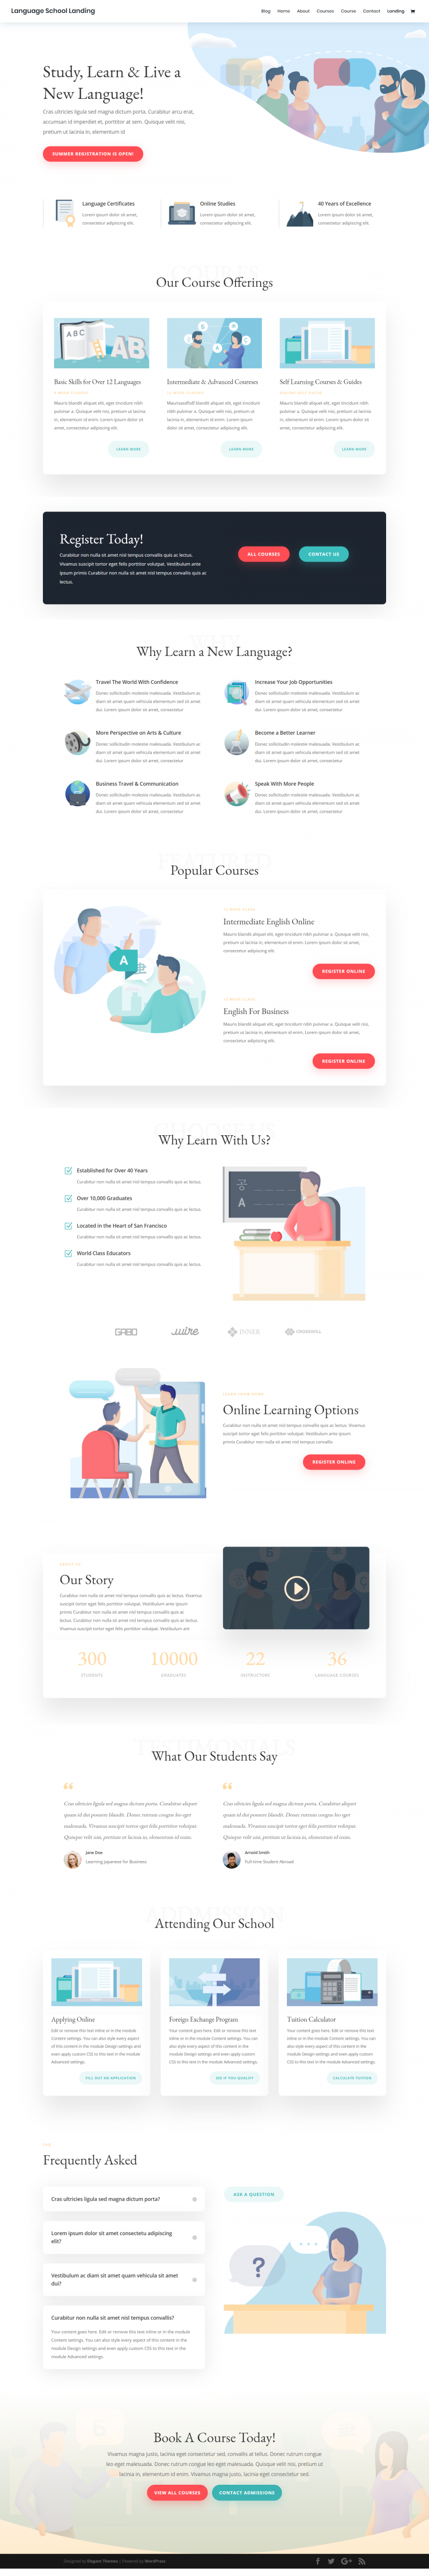 Language School Landing
Blog Home About Courses Course Contact Landing
Study, Learn & Live a
New Language!
Cras ultricies ligula sed magna dictum porta. Curabitur arcu erat,
accumsan id imperdiet et, porttitor at sem. Quisque velit nisi,
pretium ut lacinia in, elementum id
SUMMER REGISTRATION IS OPEN!
Language Certificates
Lorem ipsum dolor sit amet,
consectetur adipiscing elit.
Online Studies
Lorem ipsum dolor sit amet,
consectetur adipiscing elit.
40 Years of Excellence
Lorem ipsum dolor sit amet,
consectetur adipiscing elit.
Our Course Offerings
Basic Skills for Over 12 Languages
Mauris blandit aliquet elit, eget tincidunt nibh
pulvinar a. Quisque velit nisi, pretium ut lacinia
in, elementum id enim. Lorem ipsum dolor sit
amet, consectetur adipiscing elit.
LEARN MORE
Intermediate & Advanced Coureses
blandit aliquet elit, eget tincidunt
nibh pulvinar a. Quisque velit nisi, pretium ut
lacinia in, elementum id enim. Lorem ipsum
dolor sit amet, consectetur adipiscing elit.
LEARN MORE
Self Learning Courses & Guides
Mauris blandit aliquet elit, eget tincidunt nibh
pulvinar a. Quisque velit nisi, pretium ut lacinia
in, elementum id enim. Lorem ipsum dolor sit
amet, consectetur adipiscing elit.
LEARN MORE
Register Today!
Curabitur non nulla sit amet nisl tempus convallis quis ac lectus.
Vivamus suscipit tortor eget felis porttitor volutpat. Vestibulum ante
ipsum primis Curabitur non nulla sit amet nisl tempus convallis quis ac
lectus.
ALL COURSES
CONTACT US
WHY
Why Learn a New Language?
Travel The World With Confidence
Donec sollicitudin molestie malesuada. Vestibulum ac
diam sit amet quam vehicula elementum sed sit amet
dui. Lorem ipsum dolor sit amet, consectetur
Increase Your Job Opportunities
Donec sollicitudin molestie malesuada. Vestibulum ac
diam sit amet quam vehicula elementum sed sit amet
dui. Lorem ipsum dolor sit amet, consectetur
More Perspective on Arts & Culture
Donec sollicitudin molestie malesuada. Vestibulum ac
diam sit amet quam vehicula elementum sed sit amet
dui. Lorem ipsum dolor sit amet, consectetur
Become a Better Learner
Donec sollicitudin molestie malesuada. Vestibulum ac
diam sit amet quam vehicula elementum sed sit amet
dui. Lorem ipsum dolor sit amet, consectetur
Business Travel & Communication
Donec sollicitudin molestie malesuada. Vestibulum ac
diam sit amet quam vehicula elementum sed sit amet
dui. Lorem ipsum dolor sit amet, consectetur
Speak With More People
Donec sollicitudin molestie malesuada. Vestibulum ac
diam sit amet quam vehicula elementum sed sit amet
dui. Lorem ipsum dolor sit amet, consectetur
FEATURED
Popular Courses
Intermediate English Online
Mauris blandit aliquet elit, eget tincidunt nibh pulvinar a. Quisque velit nisi,
pretium ut lacinia in, elementum id enim. Lorem ipsum dolor sit amet,
consectetur adipiscing elit.
REGISTER ONLINE
English For Business
Mauris blandit aliquet elit, eget tincidunt nibh pulvinar a. Quisque velit nisi,
pretium ut lacinia in, elementum id enim. Lorem ipsum dolor sit amet,
consectetur adipiscing elit.
REGISTER ONLINE
Why Learn With Us?
Established for Over 40 Years
Curabitur non nulla sit amet nisl tempus convallis quis ac lectus.
Over 10,000 Graduates
Curabitur non nulla sit amet nisl tempus convallis quis ac lectus.
Located in the Heart of San Francisco
Curabitur non nulla sit amet nisl tempus convallis quis ac lectus.
World Class Educators
Curabitur non nulla sit amet nisl tempus convallis quis ac lectus.
INNER
Online Learning Options
Curabitur non nulla sit amet nisl tempus convallis quis ac lectus. Vivamus
suscipit tortor eget felis porttitor volutpat. Vestibulum ante ipsum
primis Curabitur non nulla sit amet nisl tempus convallis
REGISTER ONLINE
ABOUT US
Our Story
Curabitur non nulla sit amet nisl tempus convallis quis ac lectus. Vivamus
suscipit tortor eget felis porttitor volutpat. Vestibulum ante ipsum
primis Curabitur non nulla sit amet nisl tempus convallis quis ac
lectus. Curabitur non nulla sit amet nisl tempus convallis quis ac lectus.
Vivamus suscipit tortor eget felis porttitor volutpat. Vestibulum ant
300
STUDENTS
10000
GRADUATES
22
INSTRUCTORS
36
LANGUAGE COURSES
TESTIMONIALS
What Our Students Say
Cras ultricies ligula sed magna dictum porta. Curabitur aliquet
quam id dui posuere blandit. Donec rutrum congue leo eget
malesuada. Vivamus suscipit tortor eget felis porttitor volutpat.
Quisque velit nisi, pretium ut lacinia in, elementum id enim.
Jane Doe
Learning Japanese for Business
Cras ultricies ligula sed magna dictum porta. Curabitur aliquet
quam id dui posuere blandit. Donec rutrum congue leo eget
malesuada. Vivamus suscipit tortor eget felis porttitor volutpat.
Quisque velit nisi, pretium ut lacinia in, elementum id enim.
Arnold Smith
Full-time Student Abroad
ADDMISSION
Attending Our School
Applying Online
Edit or remove this text inline or in the module
Content settings. You can also style every aspect
of this content in the module Design settings and
even apply custom CSS to this text in the module
Advanced settings.
FILL OUT AN APPLICATION
Foreign Exchange Program
Your content goes here. Edit or remove this text
inline or in the module Content settings. You can
also style every aspect of this content in the
module Design settings and even apply custom
CSS to this text in the module Advanced settings.
SEE IF YOU QUALIFY
Tuition Calculator
Your content goes here. Edit or remove this text
inline or in the module Content settings. You can
also style every aspect of this content in the
module Design settings and even apply custom
CSS to this text in the module Advanced settings.
CALCULATE TUITION
Frequently Asked
Cras ultricies ligula sed magna dictum porta?
Lorem ipsum dolor sit amet consectetu adipiscing
elit?
Vestibulum ac diam sit amet quam vehicula sit amet
dui?
Curabitur non nulla sit amet nisl tempus convallis?
Your content goes here. Edit or remove this text inline or in the module
Content settings. You can also style every aspect of this content in the
module Design settings and even apply custom CSS to this text in the
module Advanced settings.
ASK A QUESTION
?
Book A Course Today!
Vivamus magna justo, lacinia eget consectetur sed, convallis at tellus. Donec rutrum congue
leo eget malesuada. Donec rutrum congue leo eget malesuada. Quisque velit nisi, pretium ut
lacinia in, elementum id enim. Vivamus magna justo, lacinia eget consectetur sed.
VIEW ALL COURSES
CONTACT ADMISSIONS
Designed by Elegant Themes | Powered by WordPress